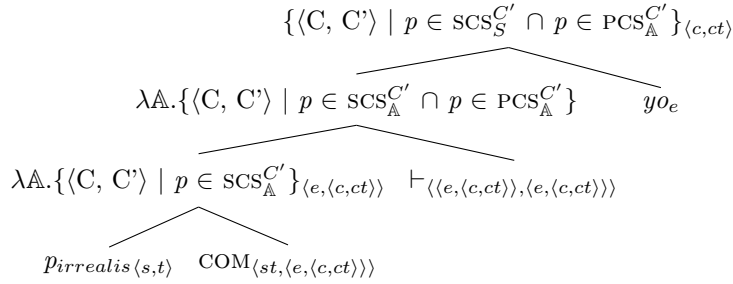 {⟨C, C'⟩ | p ∈ SCS_S^{C′} ∩ p ∈ PCS_𝔸^{C′}}_{⟨c,ct⟩}
λ𝔸.{⟨C, C'⟩ | p ∈ SCS_𝔸^{C′} ∩ p ∈ PCS_𝔸^{C′}} yo_e
λ𝔸.{⟨C, C'⟩ | p ∈ SCS_𝔸^{C′}}_{⟨e,⟨c,ct⟩⟩} ⊢_{⟨⟨e,⟨c,ct⟩⟩,⟨e,⟨c,ct⟩⟩⟩}
p_{irrealis⟨s,t⟩} COM_{⟨st,⟨e,⟨c,ct⟩⟩⟩}